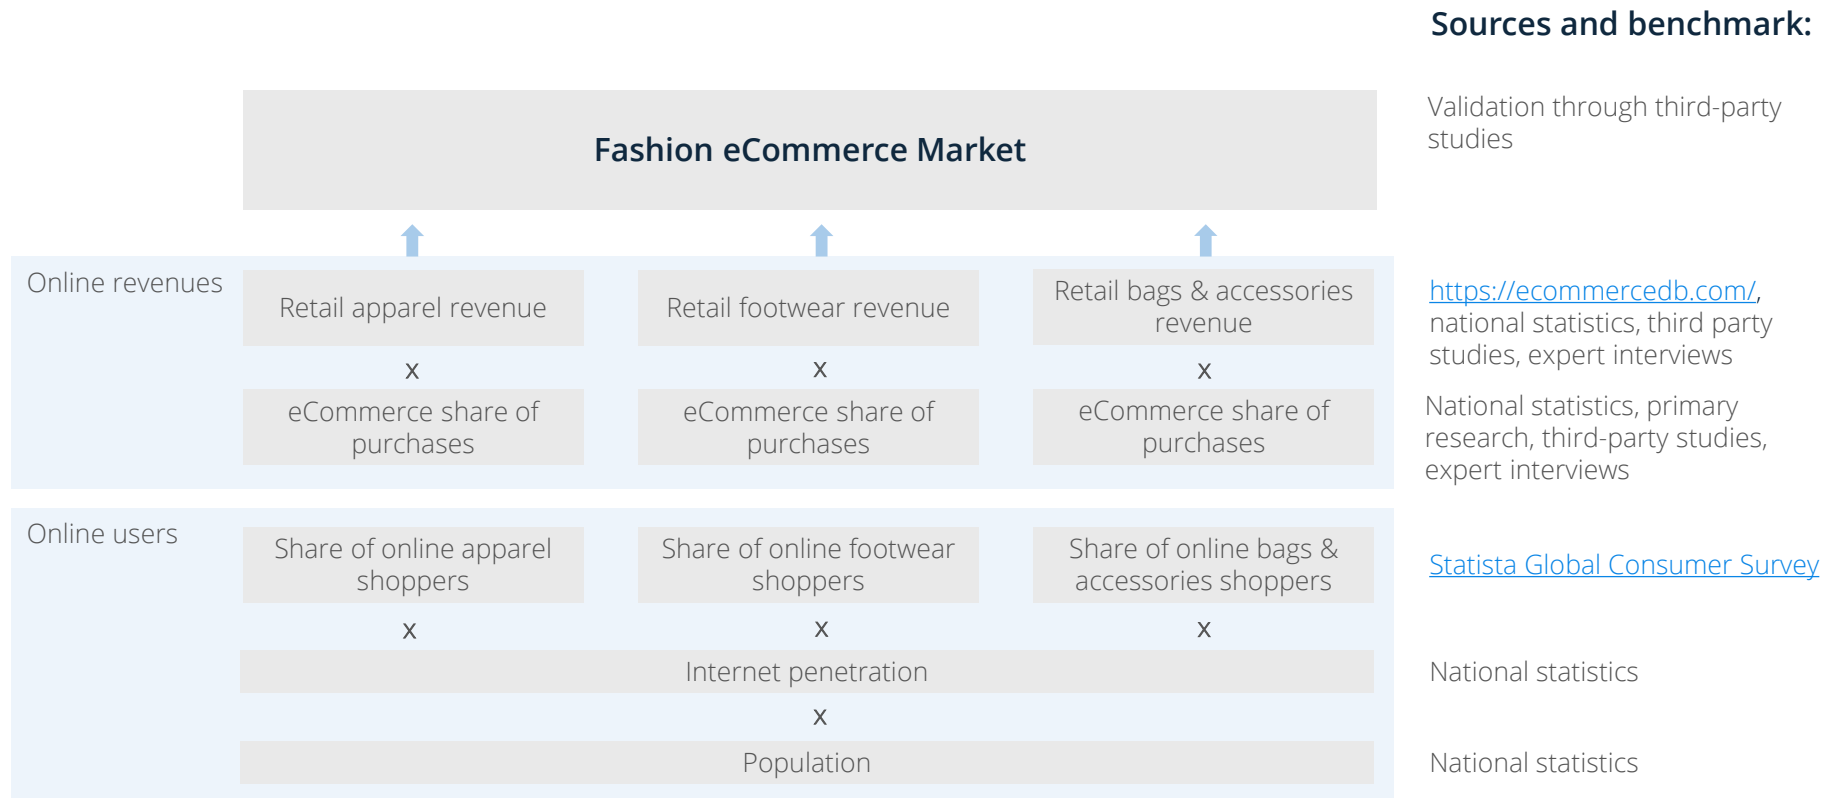 Sources and benchmark:
Fashion eCommerce Market
Validation through third-party
studies
Online revenues
Retail apparel revenue
Retail footwear revenue
Retail bags & accessories
revenue
https://ecommercedb.com/,
national statistics, third party
studies, expert interviews
x
x
x
eCommerce share of
purchases
eCommerce share of
purchases
eCommerce share of
purchases
National statistics, primary
research, third-party studies,
expert interviews
Online users
Share of online apparel
shoppers
Share of online footwear
shoppers
Share of online bags &
accessories shoppers
Statista Global Consumer Survey
x
x
x
Internet penetration
National statistics
x
Population
National statistics